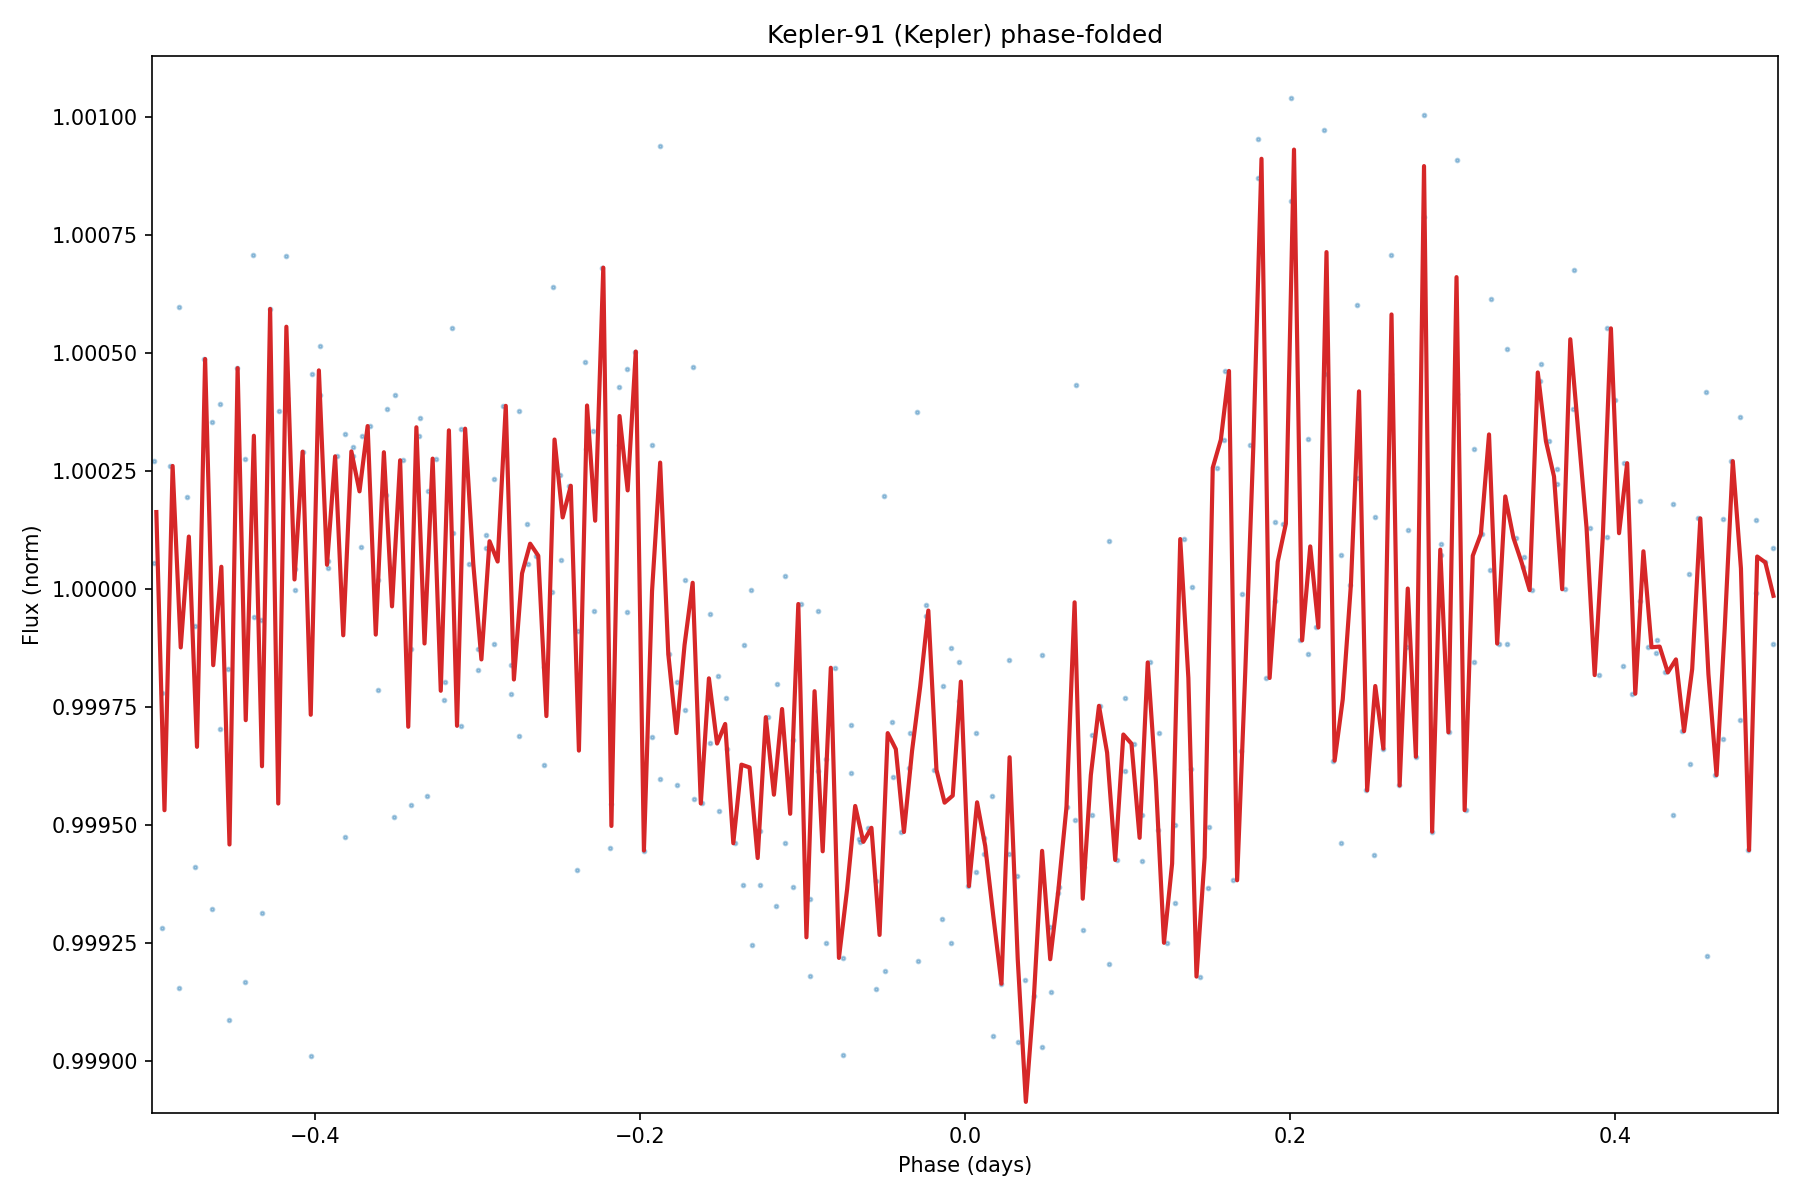 Kepler-91 (Kepler) phase-folded
1.00100
1.00075
1.00050
1.00025
1.00000
0.99975
0.99950
0.99925
0.99900
Flux (norm)
−0.4 −0.2 0.0 0.2 0.4
Phase (days)